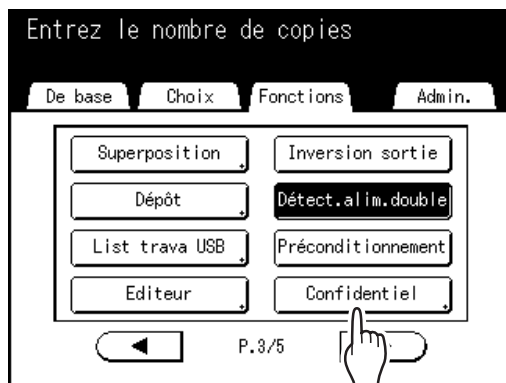 Entrez le nombre de copies
De base Choix Fonctions Admin.
Superposition Inversion sortie
Dépôt Détect.alim.double
List trava USB Préconditionnement
Editeur Confidentiel
P.3/5